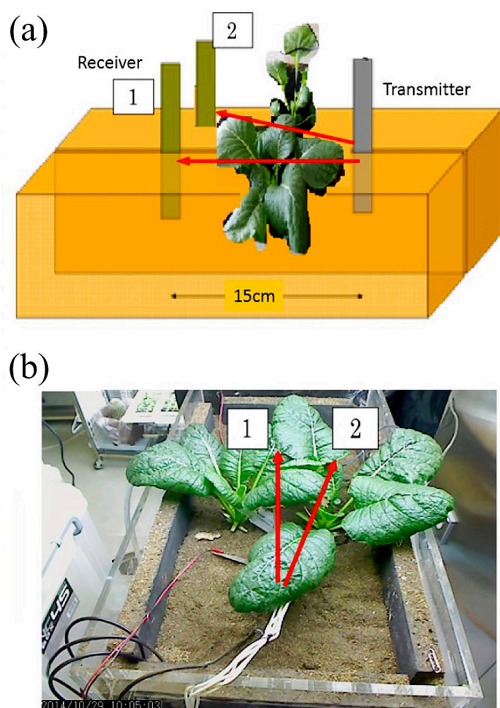 (a)
2
Receiver
1
Transmitter
15cm
(b)
1
2
2014/10/29 10:05:03